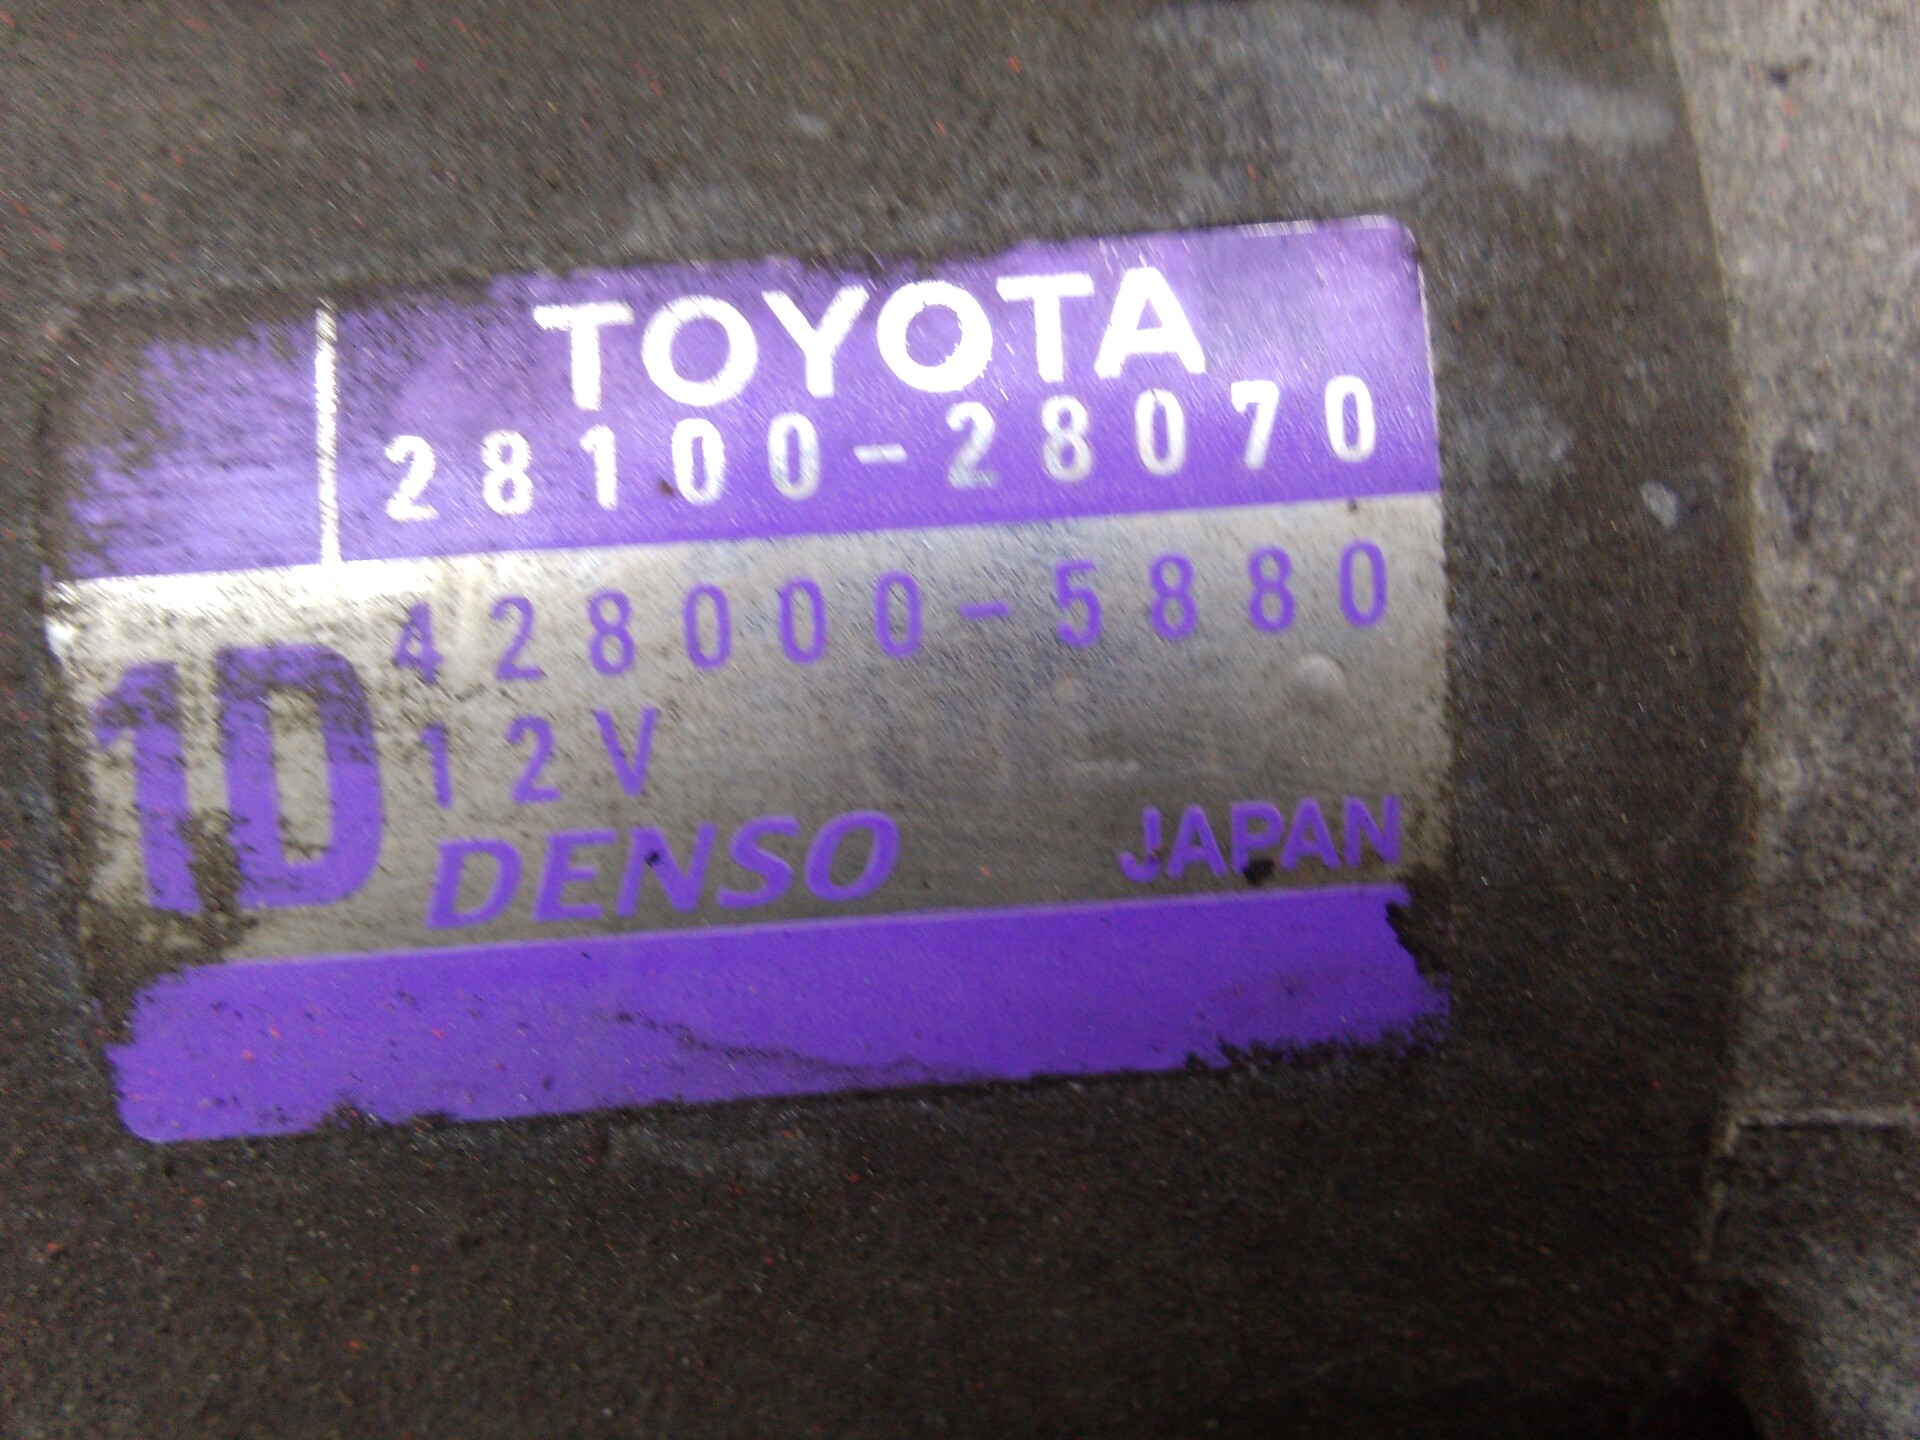 TOYOTA
28100-28070
428000-5880
1D
12V
DENSO JAPAN